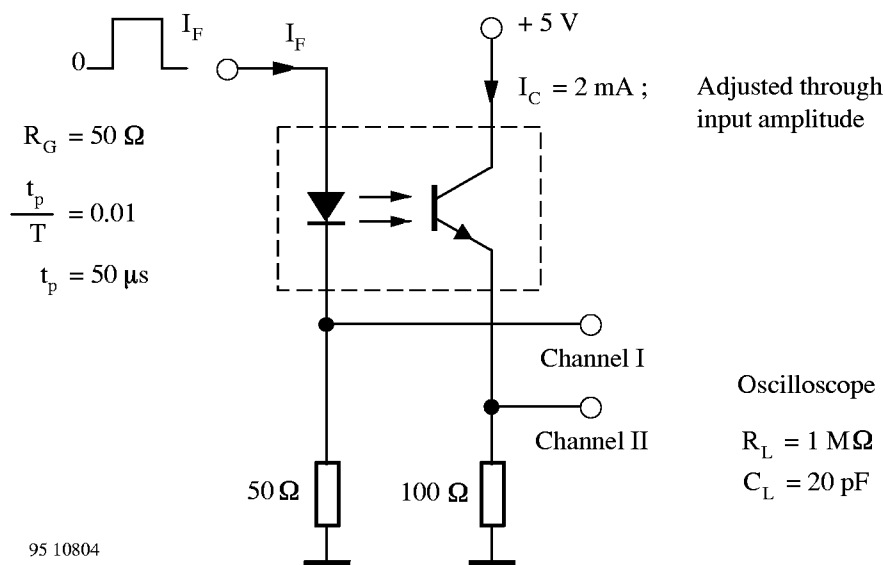 I_F
0
I_F
+ 5 V
I_C = 2 mA ;
Adjusted through
input amplitude
R_G = 50 Ω
t_p
T
= 0.01
t_p = 50 μs
Channel I
Channel II
Oscilloscope
R_L = 1 MΩ
C_L = 20 pF
50 Ω
100 Ω
95 10804